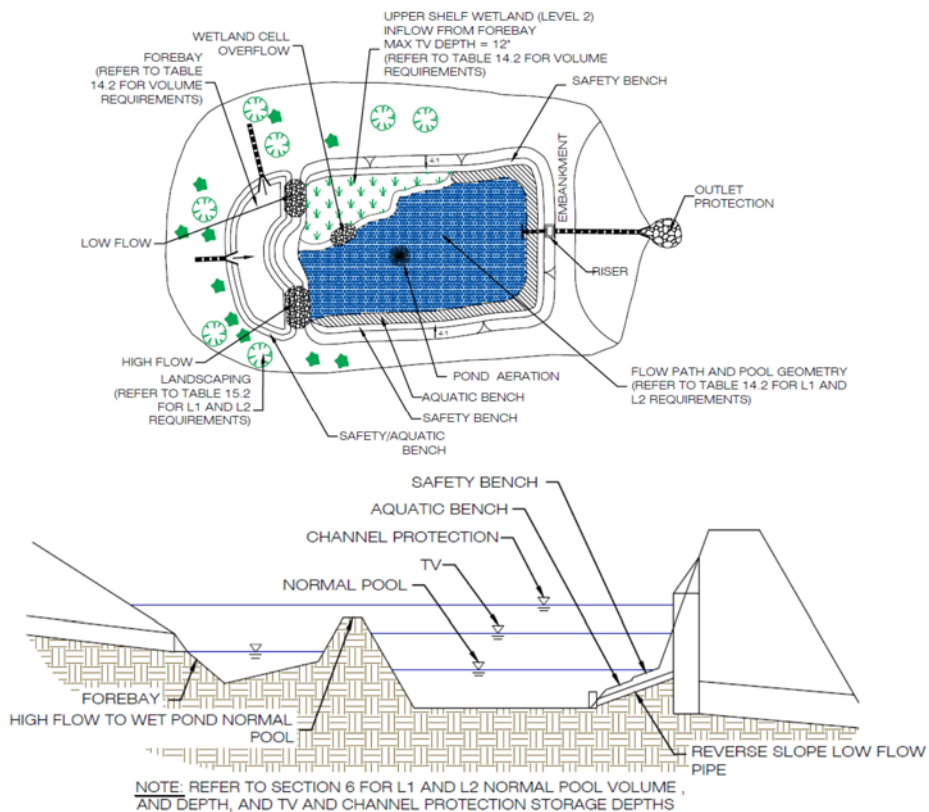 UPPER SHELF WETLAND (LEVEL 2)
INFLOW FROM FOREBAY
MAX TV DEPTH = 12"
(REFER TO TABLE 14.2 FOR VOLUME
REQUIREMENTS)
WETLAND CELL
OVERFLOW
FOREBAY
(REFER TO TABLE
14.2 FOR VOLUME
REQUIREMENTS)
SAFETY BENCH
4:1
EMBANKMENT
OUTLET
PROTECTION
LOW FLOW
RISER
HIGH FLOW
4:1
LANDSCAPING
(REFER TO TABLE 15.2
FOR L1 AND L2
REQUIREMENTS)
POND AERATION
AQUATIC BENCH
SAFETY BENCH
SAFETY/AQUATIC
BENCH
FLOW PATH AND POOL GEOMETRY
(REFER TO TABLE 14.2 FOR L1 AND
L2 REQUIREMENTS)
SAFETY BENCH
AQUATIC BENCH
CHANNEL PROTECTION
TV
NORMAL POOL
FOREBAY
HIGH FLOW TO WET POND NORMAL
POOL
REVERSE SLOPE LOW FLOW
PIPE
NOTE: REFER TO SECTION 6 FOR L1 AND L2 NORMAL POOL VOLUME ,
AND DEPTH, AND TV AND CHANNEL PROTECTION STORAGE DEPTHS